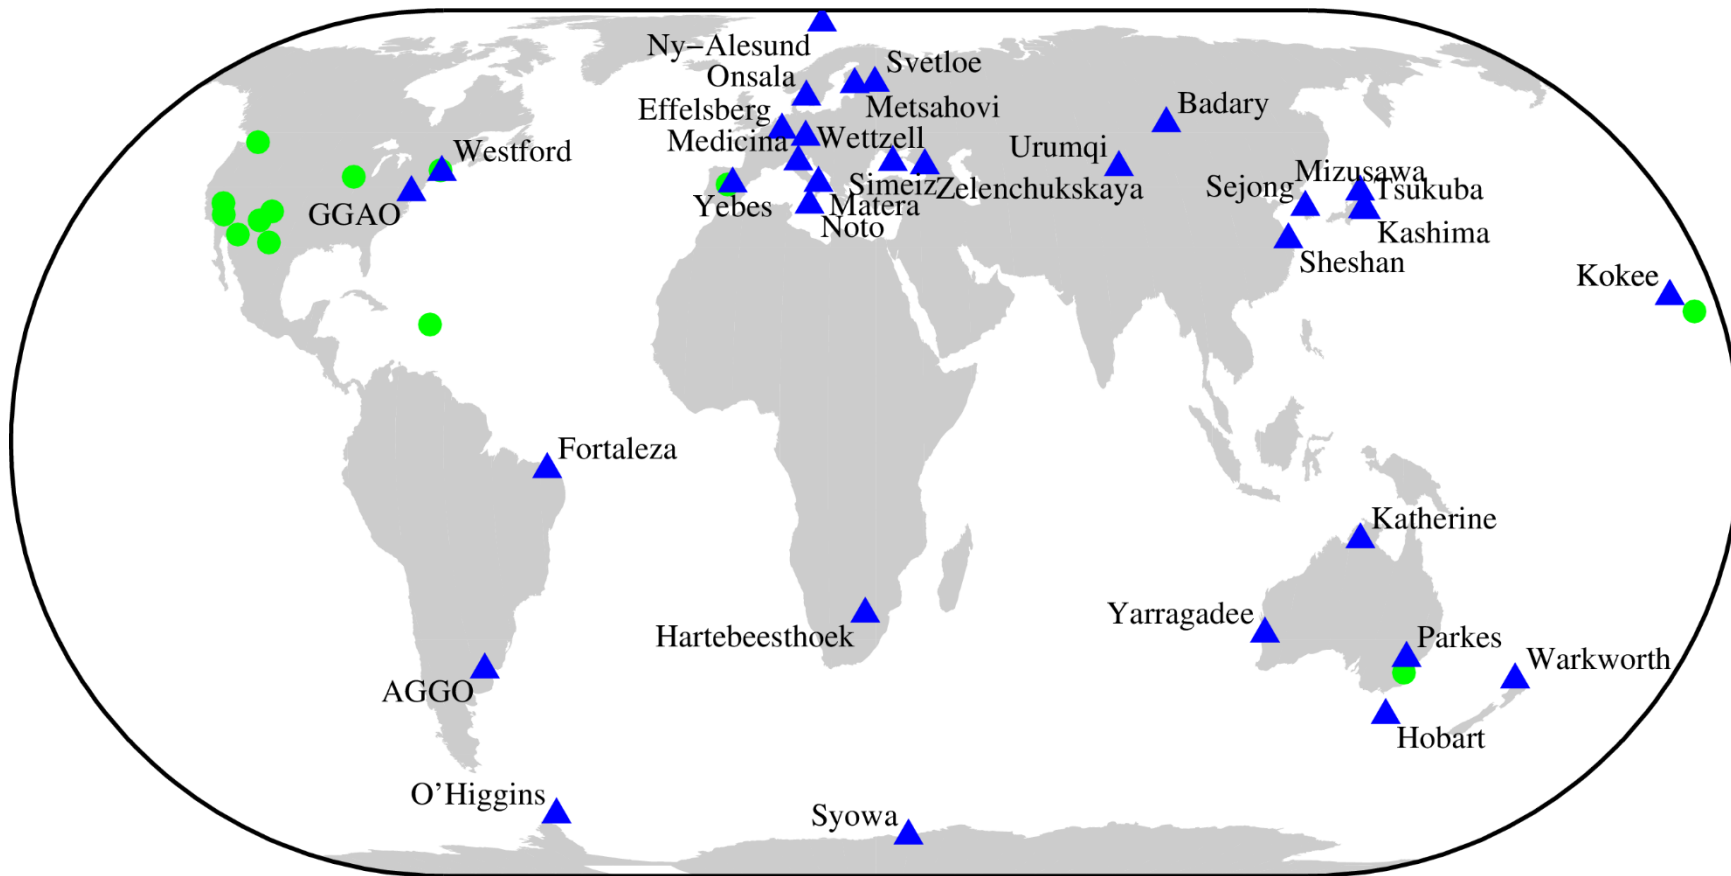 Ny−Alesund
Svetloe
Onsala
Metsahovi
Effelsberg
Badary
Medicina
Wettzell
Westford
Urumqi
Mizusawa
Simeiz
Zelenchukskaya
Sejong
Tsukuba
Yebes
Matera
GGAO
Noto
Kashima
Sheshan
Kokee
Fortaleza
Katherine
Yarragadee
Hartebeesthoek
Parkes
Warkworth
AGGO
Hobart
O’Higgins
Syowa